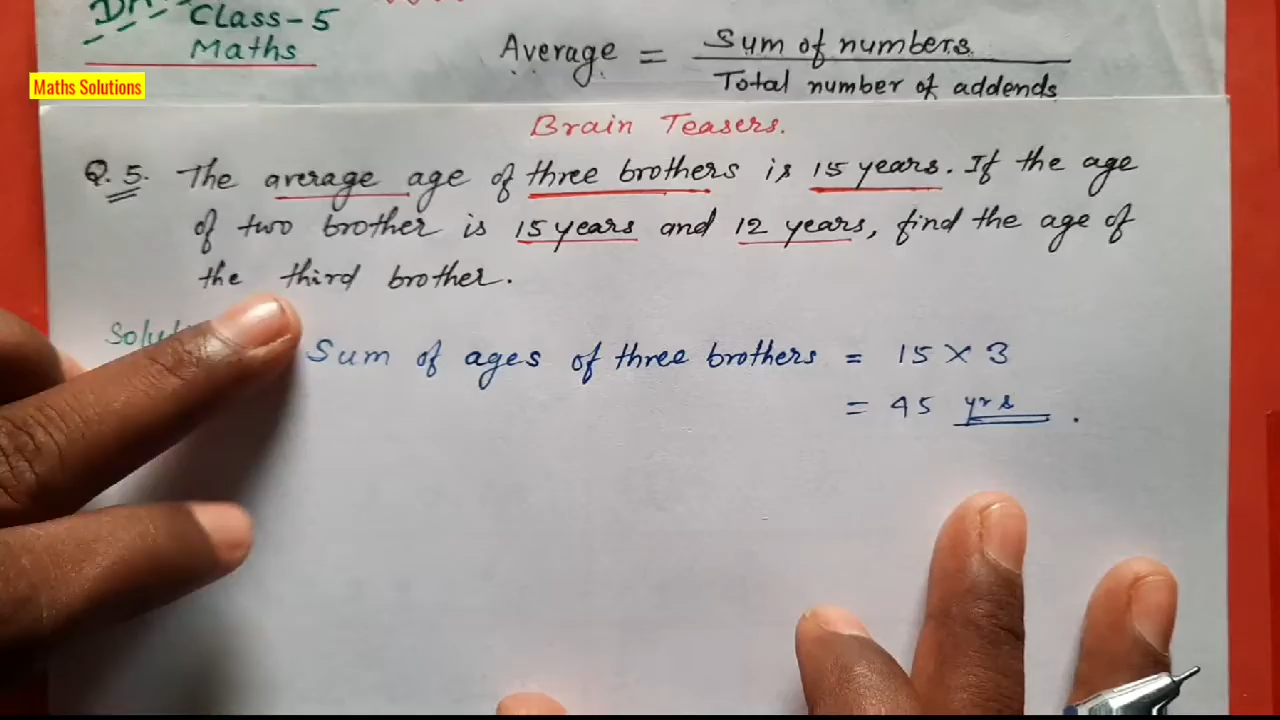 Class-5
Maths
Average = Sum of numbers / Total number of addends
Maths Solutions
Brain Teasers.
Q.5. The average age of three brothers is 15 years. If the age
of two brother is 15 years and 12 years, find the age of
the third brother.
Sum of ages of three brothers = 15 × 3
= 45 yrs.